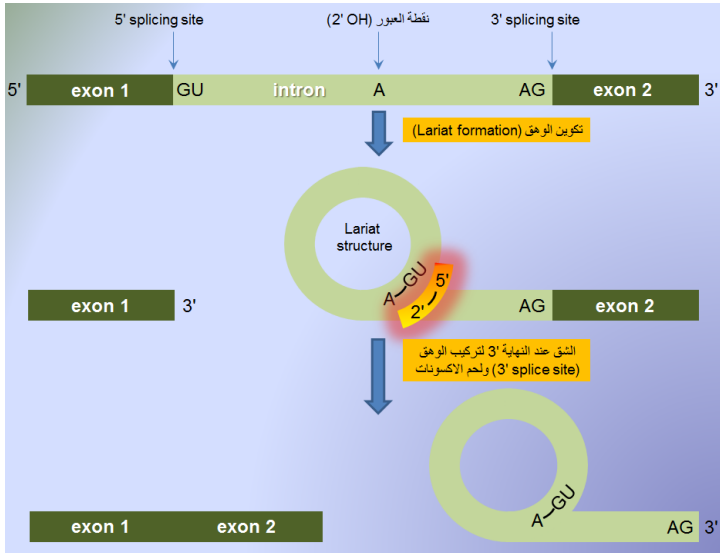 5' splicing site
نقطة العبور (2' OH)
3' splicing site
5' exon 1 GU intron A AG exon 2 3'
تكوين الوهق (Lariat formation)
Lariat
structure
A GU
2' 5'
exon 1 3'
AG exon 2
الشق عند النهاية 3' لتركيب الوهق
(3' splice site) ولحم الاكسونات
A GU
exon 1 exon 2
AG 3'